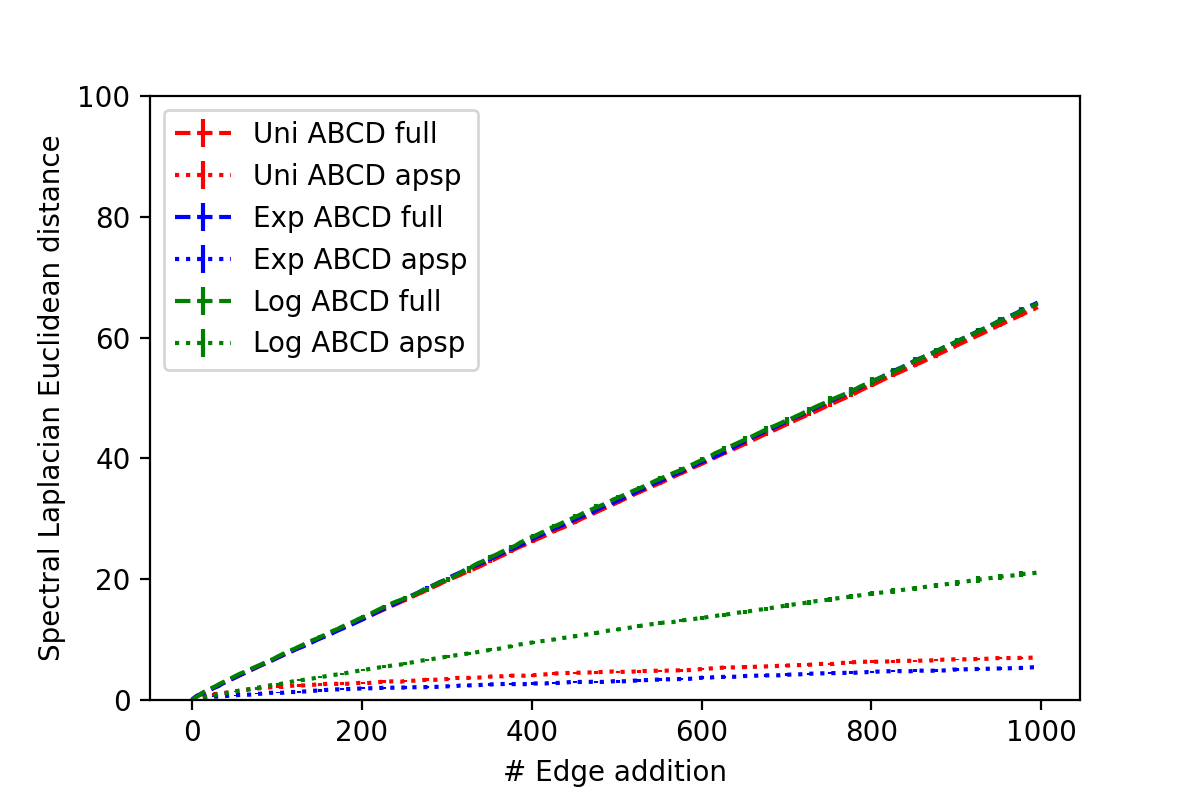 100
80
60
40
20
0
Spectral Laplacian Euclidean distance
Uni ABCD full
Uni ABCD apsp
Exp ABCD full
Exp ABCD apsp
Log ABCD full
Log ABCD apsp
0 200 400 600 800 1000
# Edge addition